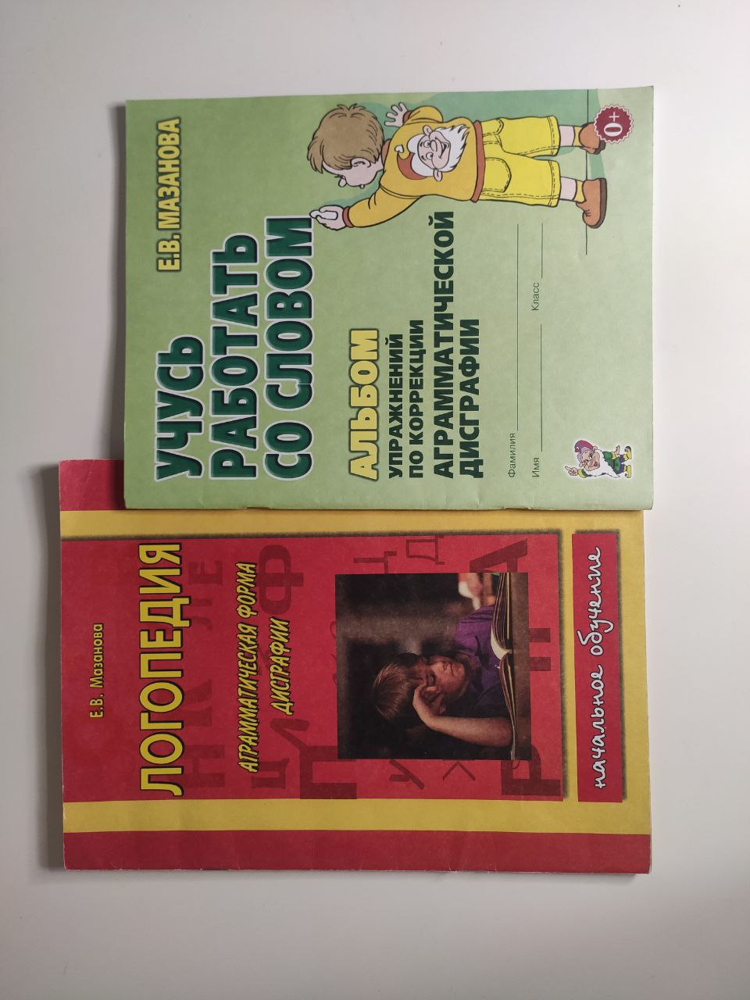 Е.В. Мазанова
ЛОГОПЕДИЯ
АГРАММАТИЧЕСКАЯ ФОРМА
ДИСГРАФИИ
начальное обучение
Е.В. МАЗАНОВА
УЧУСЬ
РАБОТАТЬ
СО СЛОВОМ
АЛЬБОМ
УПРАЖНЕНИЙ
ПО КОРРЕКЦИИ
АГРАММАТИЧЕСКОЙ
ДИСГРАФИИ
Фамилия
Имя Класс
0+